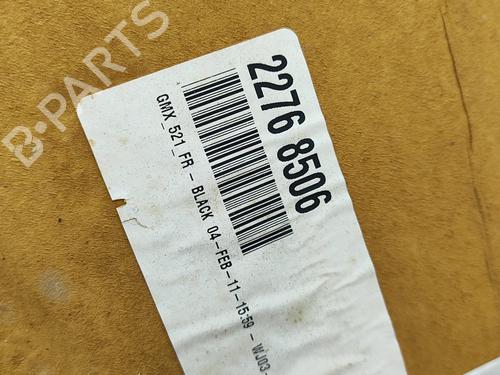 B-PARTS
2276 8506
GMX_521_FR - BLACK 04-FEB-11-15:59 - WJ03-